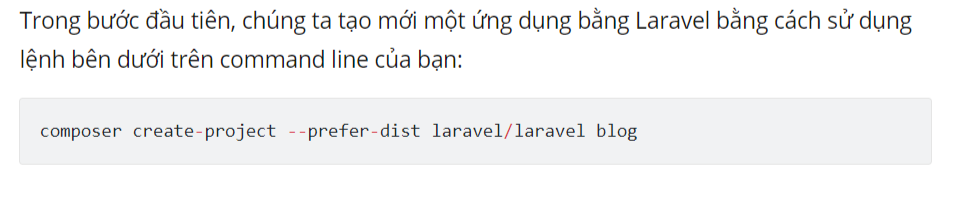 Trong bước đầu tiên, chúng ta tạo mới một ứng dụng bằng Laravel bằng cách sử dụng
lệnh bên dưới trên command line của bạn:
composer create-project --prefer-dist laravel/laravel blog